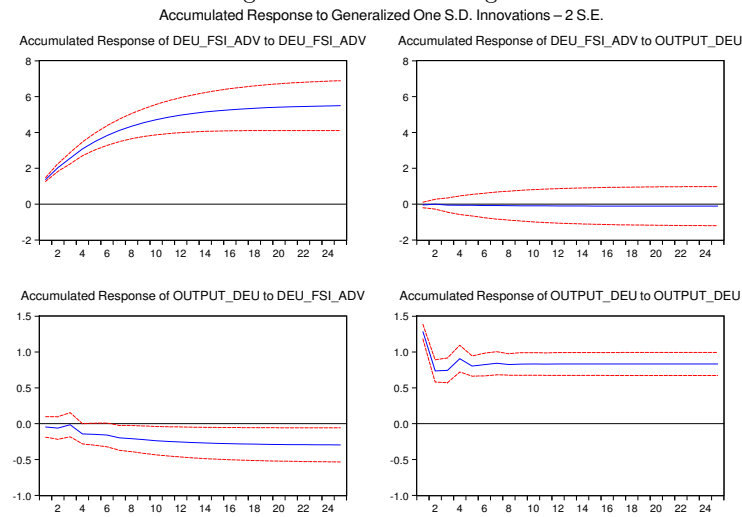 Accumulated Response to Generalized One S.D. Innovations – 2 S.E.
Accumulated Response of DEU_FSI_ADV to DEU_FSI_ADV
8
6
4
2
0
-2
2 4 6 8 10 12 14 16 18 20 22 24
Accumulated Response of DEU_FSI_ADV to OUTPUT_DEU
8
6
4
2
0
-2
2 4 6 8 10 12 14 16 18 20 22 24
Accumulated Response of OUTPUT_DEU to DEU_FSI_ADV
1.5
1.0
0.5
0.0
-0.5
-1.0
2 4 6 8 10 12 14 16 18 20 22 24
Accumulated Response of OUTPUT_DEU to OUTPUT_DEU
1.5
1.0
0.5
0.0
-0.5
-1.0
2 4 6 8 10 12 14 16 18 20 22 24